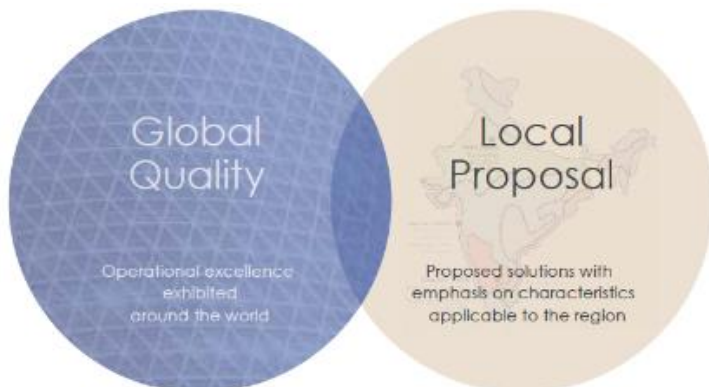 Global
Quality
Operational excellence
exhibited
around the world
Local
Proposal
Proposed solutions with
emphasis on characteristics
applicable to the region